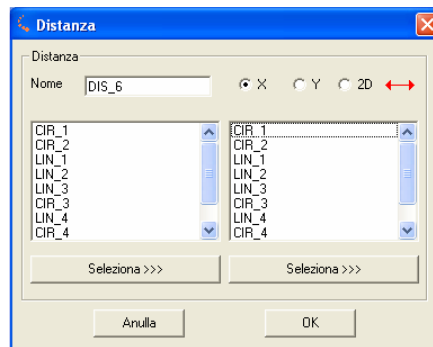 Distanza
Distanza
Nome DIS_6 X Y 2D
CIR_1
CIR_2
LIN_1
LIN_2
LIN_3
CIR_3
LIN_4
CIR_4
CIR_1
CIR_2
LIN_1
LIN_2
LIN_3
CIR_3
LIN_4
CIR_4
Seleziona >>> Seleziona >>>
Anulla OK